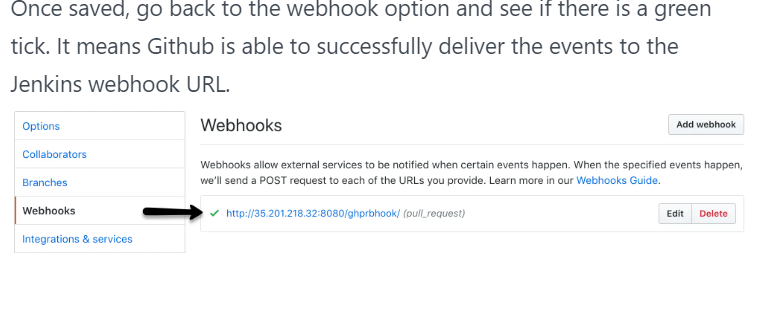 Once saved, go back to the webhook option and see if there is a green
tick. It means Github is able to successfully deliver the events to the
Jenkins webhook URL.
Options
Collaborators
Branches
Webhooks
Integrations & services
Webhooks
Add webhook
Webhooks allow external services to be notified when certain events happen. When the specified events happen,
we'll send a POST request to each of the URLs you provide. Learn more in our Webhooks Guide.
http://35.201.218.32:8080/ghprbhook/ (pull_request)
Edit
Delete